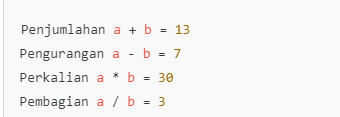 Penjumlahan a + b = 13
Pengurangan a - b = 7
Perkalian a * b = 30
Pembagian a / b = 3